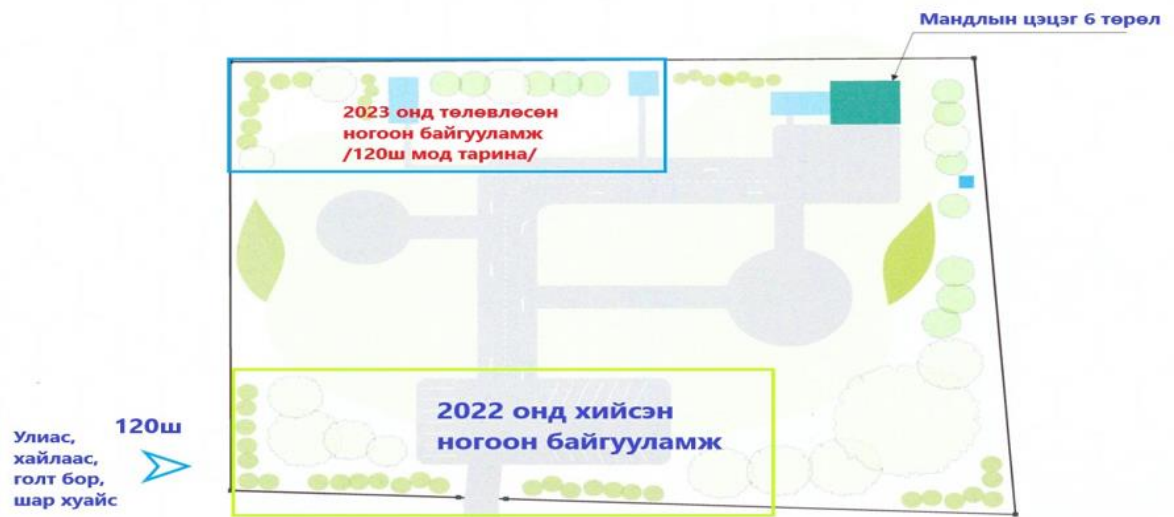 Мандлын цэцэг 6 төрөл
2023 онд төлөвлөсөн
ногоон байгууламж
/120ш мод тарина/
2022 онд хийсэн
ногоон байгууламж
120ш
Улиас,
хайлаас,
голт бор,
шар хуайс